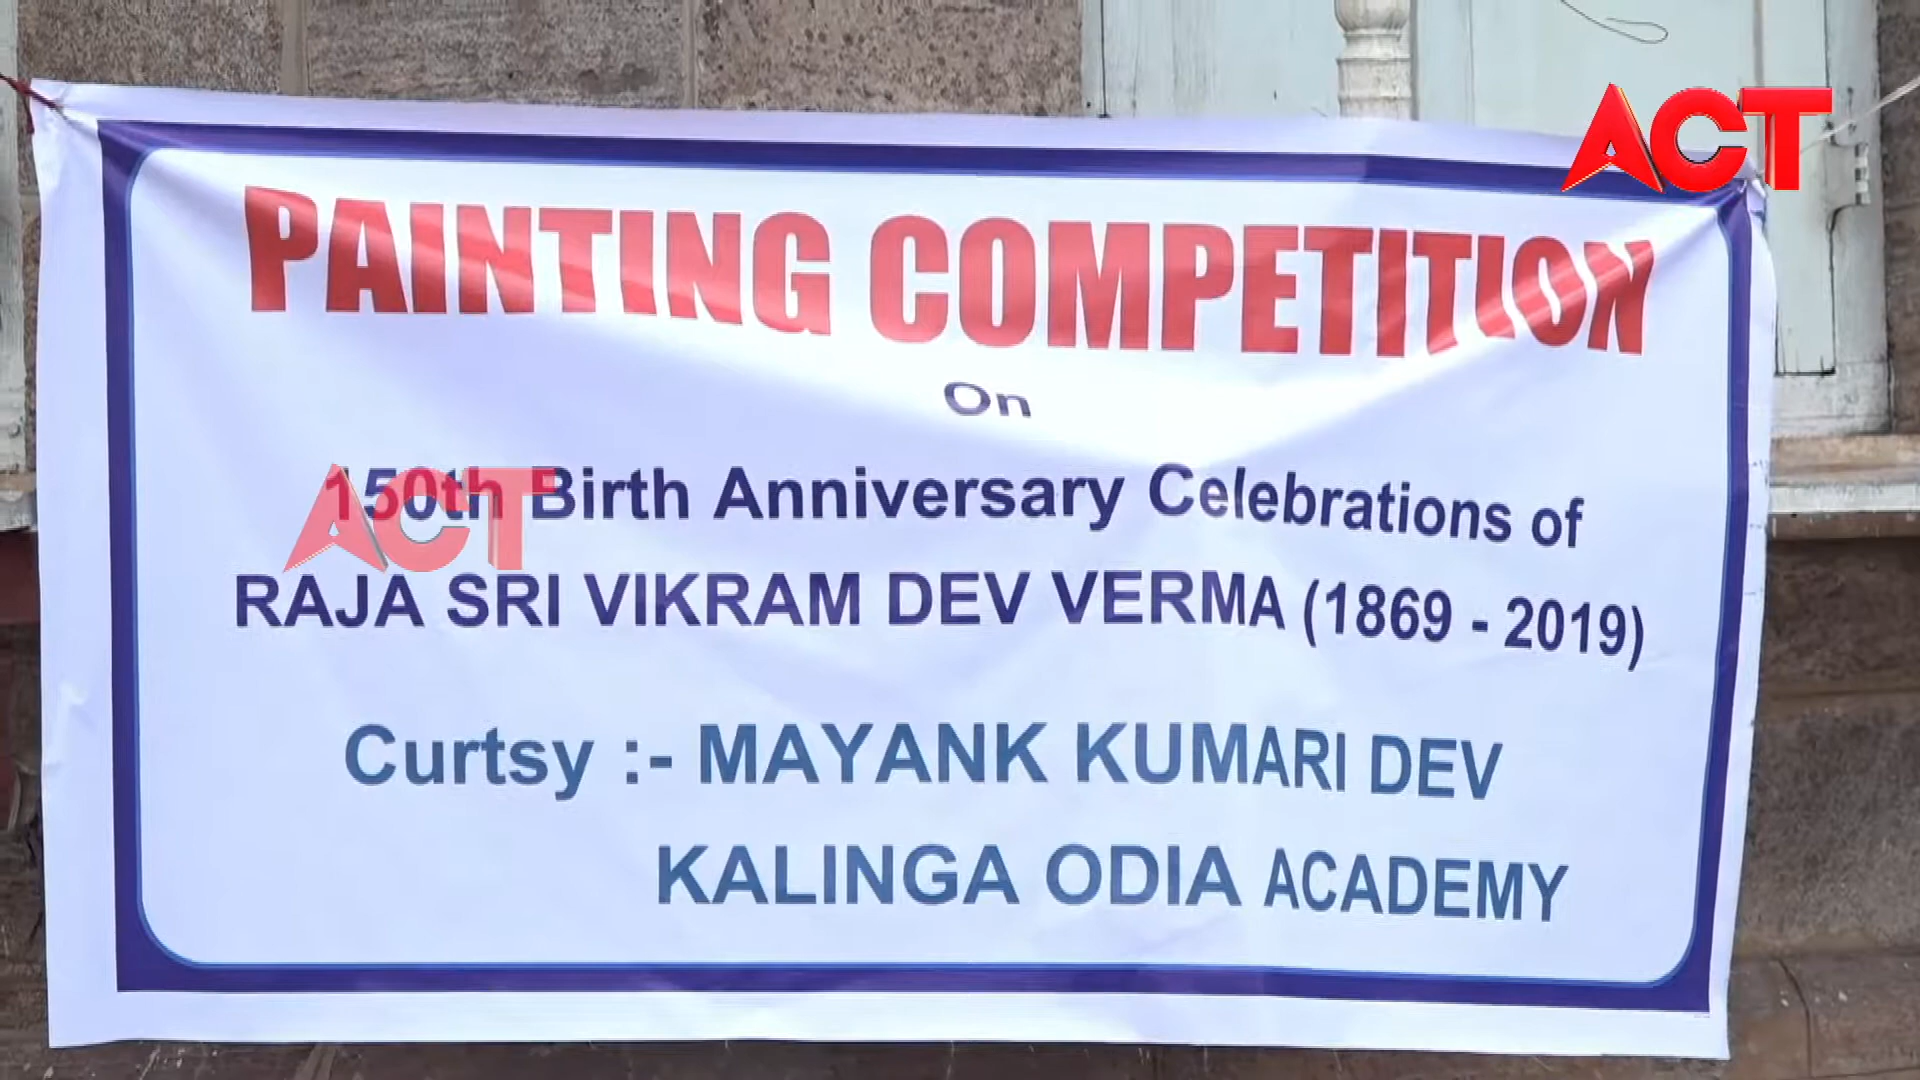 ACT
PAINTING COMPETITION
On
150th Birth Anniversary Celebrations of
ACT
RAJA SRI VIKRAM DEV VERMA (1869 - 2019)
Curtsy :- MAYANK KUMARI DEV
KALINGA ODIA ACADEMY